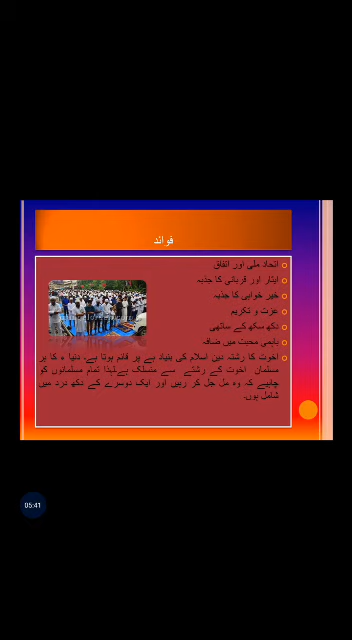 فوائد
اتحاد ملی اور اتفاق
ایثار اور قربانی کا جذبہ
خیر خواہی کا جذبہ
عزت و تکریم
دکھ سکھ کے ساتھی
باہمی محبت میں ضافہ
اخوت کا رشتہ دین اسلام کی بنیاد ہے پر قائم ہوتا ہے۔ دنیا ء کا ہر
مسلمان اخوت کے رشتے سے منسلک ہے۔لہذا تمام مسلمانوں کو
چاہیے کہ وہ مل جل کر رہیں اور ایک دوسرے کے دکھ درد میں
شامل ہوں۔
05:41